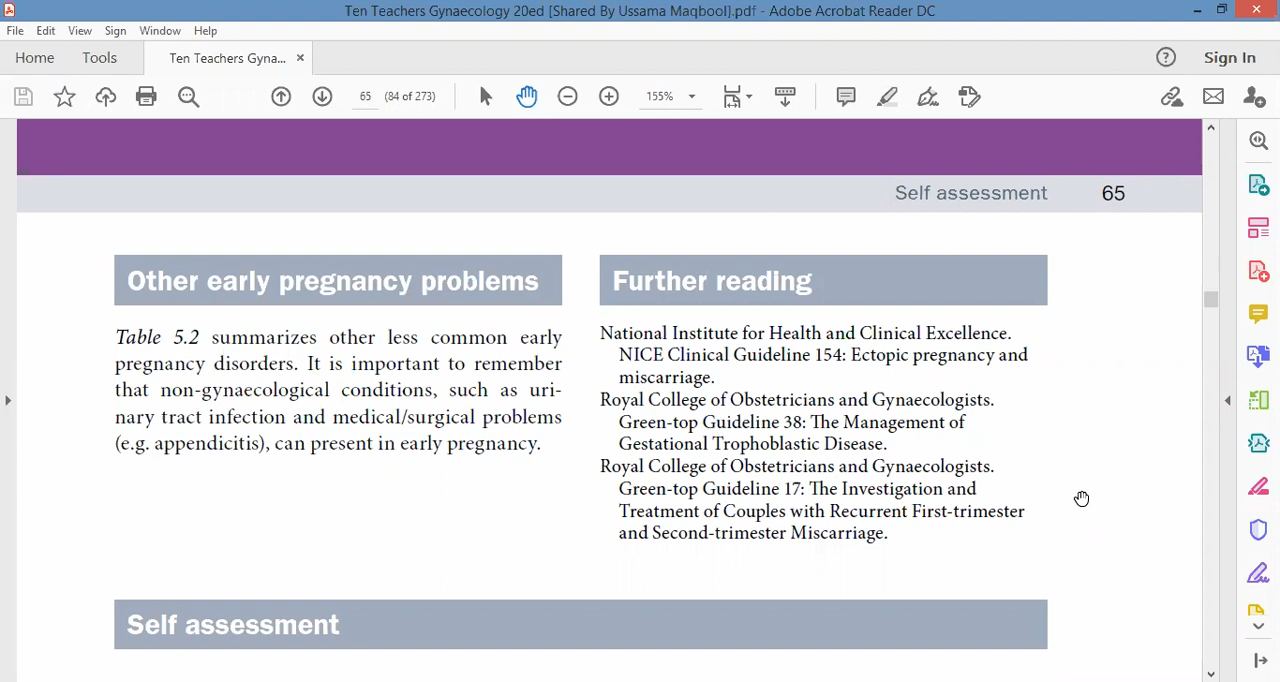 Ten Teachers Gynaecology 20ed [Shared By Ussama Maqbool].pdf - Adobe Acrobat Reader DC
File Edit View Sign Window Help
Home Tools Ten Teachers Gyna... × Sign In
65 (84 of 273) 155%
Self assessment 65
Other early pregnancy problems
Table 5.2 summarizes other less common early
pregnancy disorders. It is important to remember
that non-gynaecological conditions, such as uri-
nary tract infection and medical/surgical problems
(e.g. appendicitis), can present in early pregnancy.
Further reading
National Institute for Health and Clinical Excellence.
NICE Clinical Guideline 154: Ectopic pregnancy and
miscarriage.
Royal College of Obstetricians and Gynaecologists.
Green-top Guideline 38: The Management of
Gestational Trophoblastic Disease.
Royal College of Obstetricians and Gynaecologists.
Green-top Guideline 17: The Investigation and
Treatment of Couples with Recurrent First-trimester
and Second-trimester Miscarriage.
Self assessment